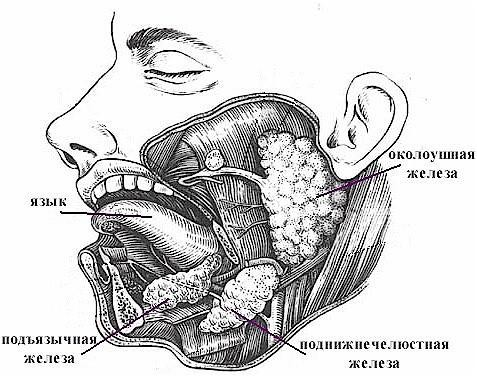 околоушная
железа
язык
подъязычная
железа
поднижнечелюстная
железа